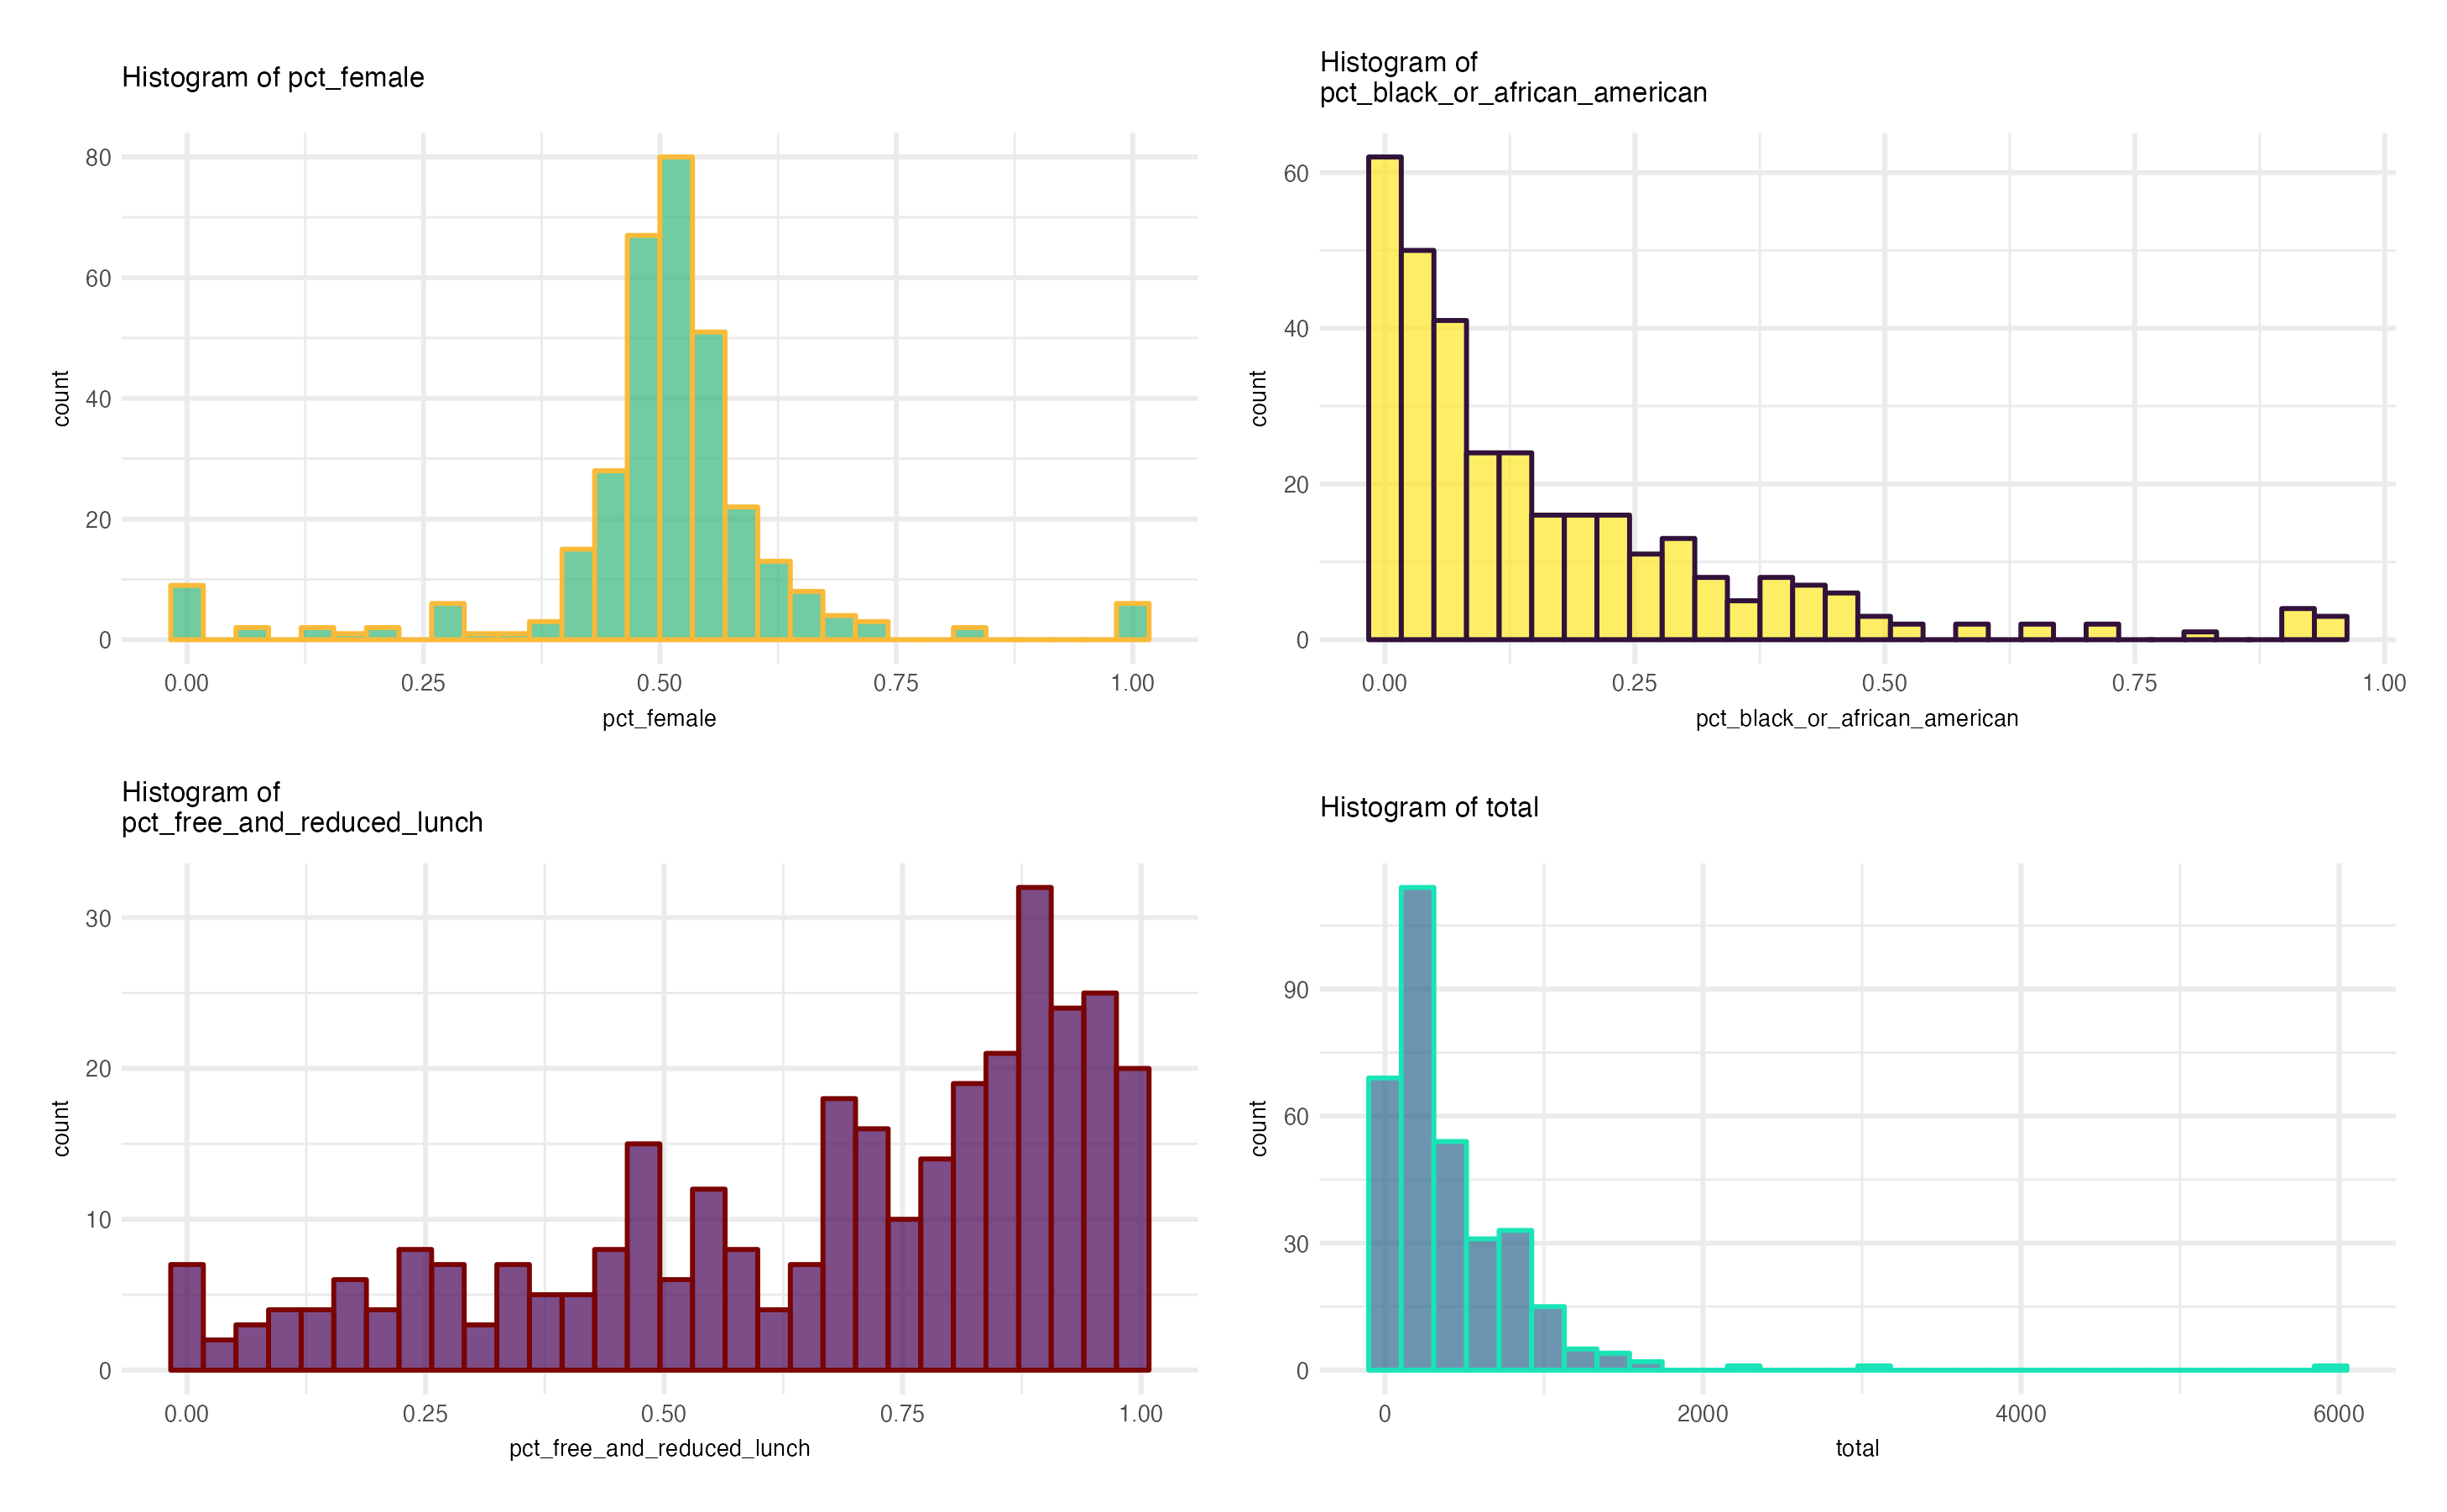 Histogram of pct_female
80
60
40
20
0
count
0.00 0.25 0.50 0.75 1.00
pct_female
Histogram of
pct_black_or_african_american
60
40
20
0
count
0.00 0.25 0.50 0.75 1.00
pct_black_or_african_american
Histogram of
pct_free_and_reduced_lunch
30
20
10
0
count
0.00 0.25 0.50 0.75 1.00
pct_free_and_reduced_lunch
Histogram of total
90
60
30
0
count
0 2000 4000 6000
total